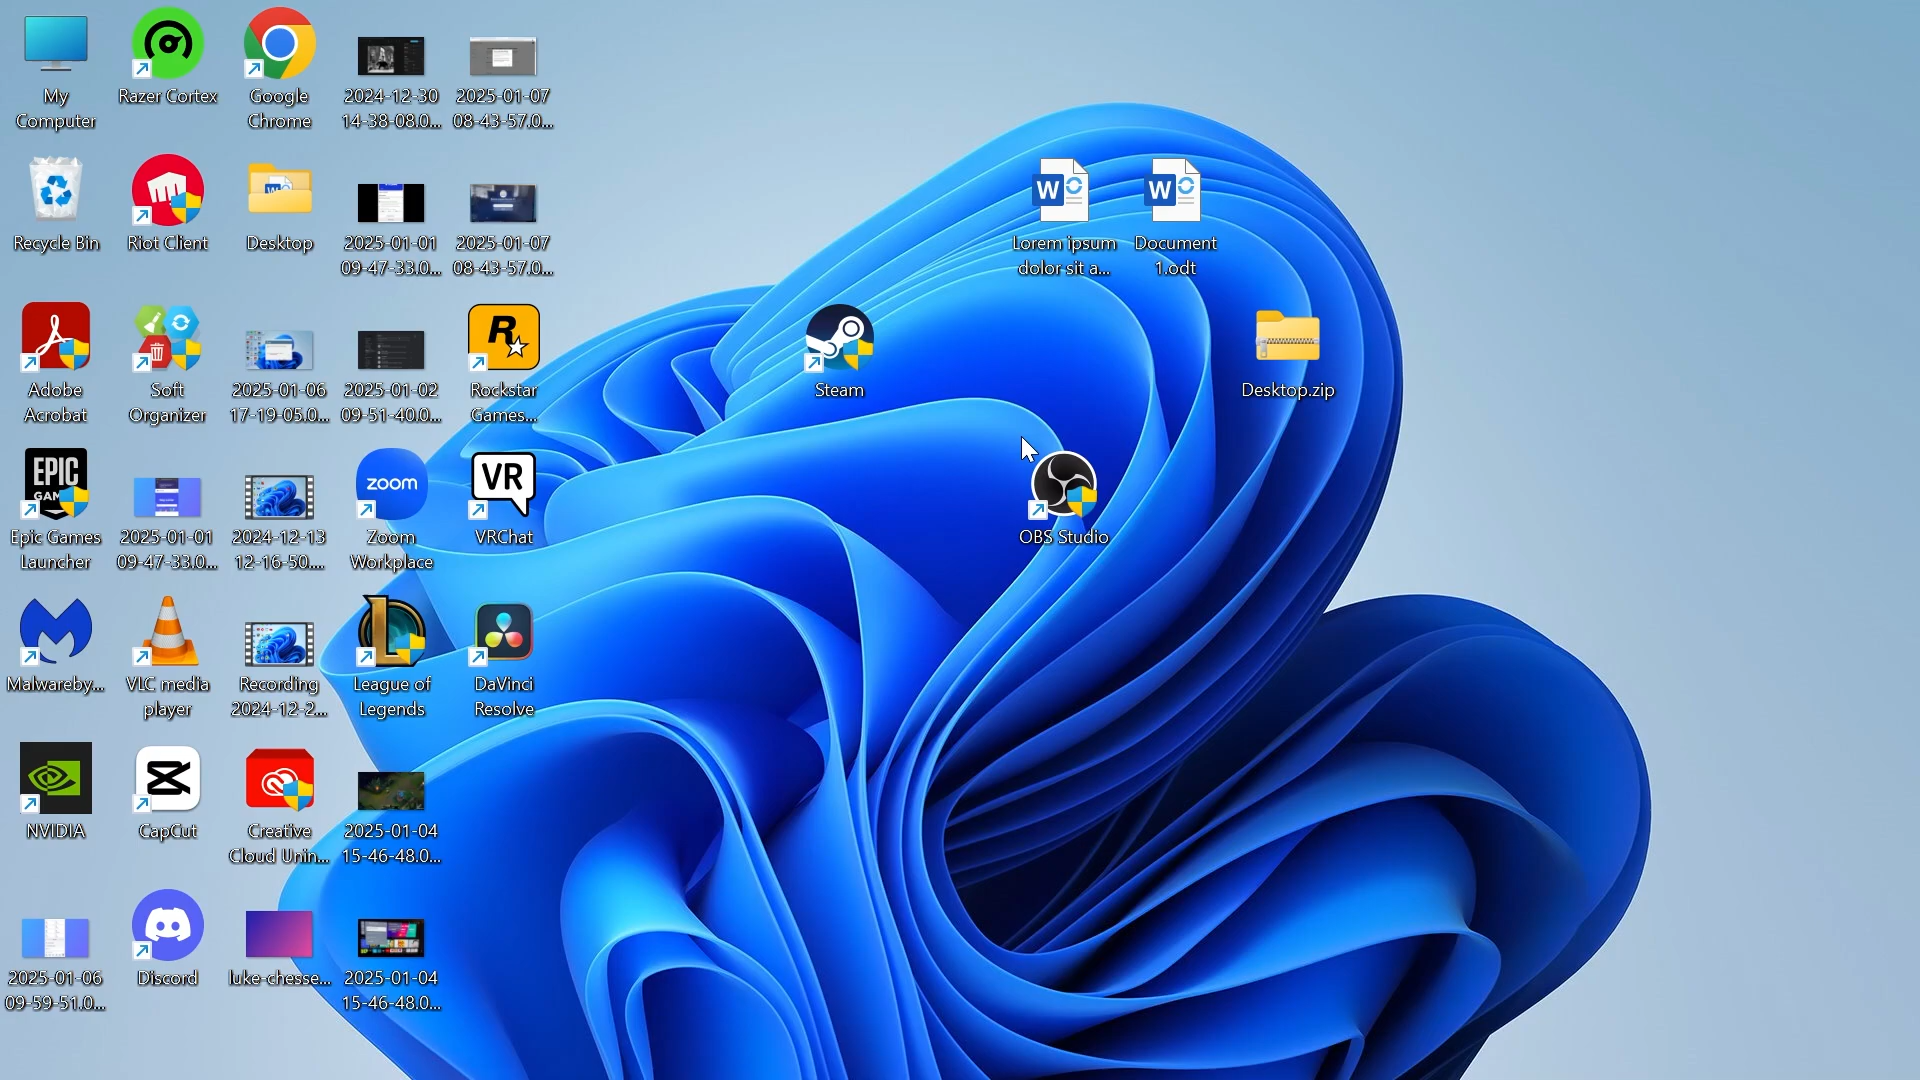 My
Computer
Razer Cortex
Google
Chrome
2024-12-30
14-38-08.0...
2025-01-07
08-43-57.0...
Recycle Bin
Riot Client
Desktop
2025-01-01
09-47-33.0...
2025-01-07
08-43-57.0...
W
Lorem ipsum
dolor sit a...
W
Document
1.odt
Adobe
Acrobat
Soft
Organizer
2025-01-06
17-19-05.0...
2025-01-02
09-51-40.0...
R
Rockstar
Games...
Steam
Desktop.zip
EPIC
GAMES
Epic Games
Launcher
2025-01-01
09-47-33.0...
2024-12-13
12-16-50....
zoom
Zoom
Workplace
VR
VRChat
OBS Studio
Malwareby...
VLC media
player
Recording
2024-12-2...
League of
Legends
DaVinci
Resolve
NVIDIA
CapCut
Creative
Cloud Unin...
2025-01-04
15-46-48.0...
2025-01-06
09-59-51.0...
Discord
luke-chesse...
2025-01-04
15-46-48.0...